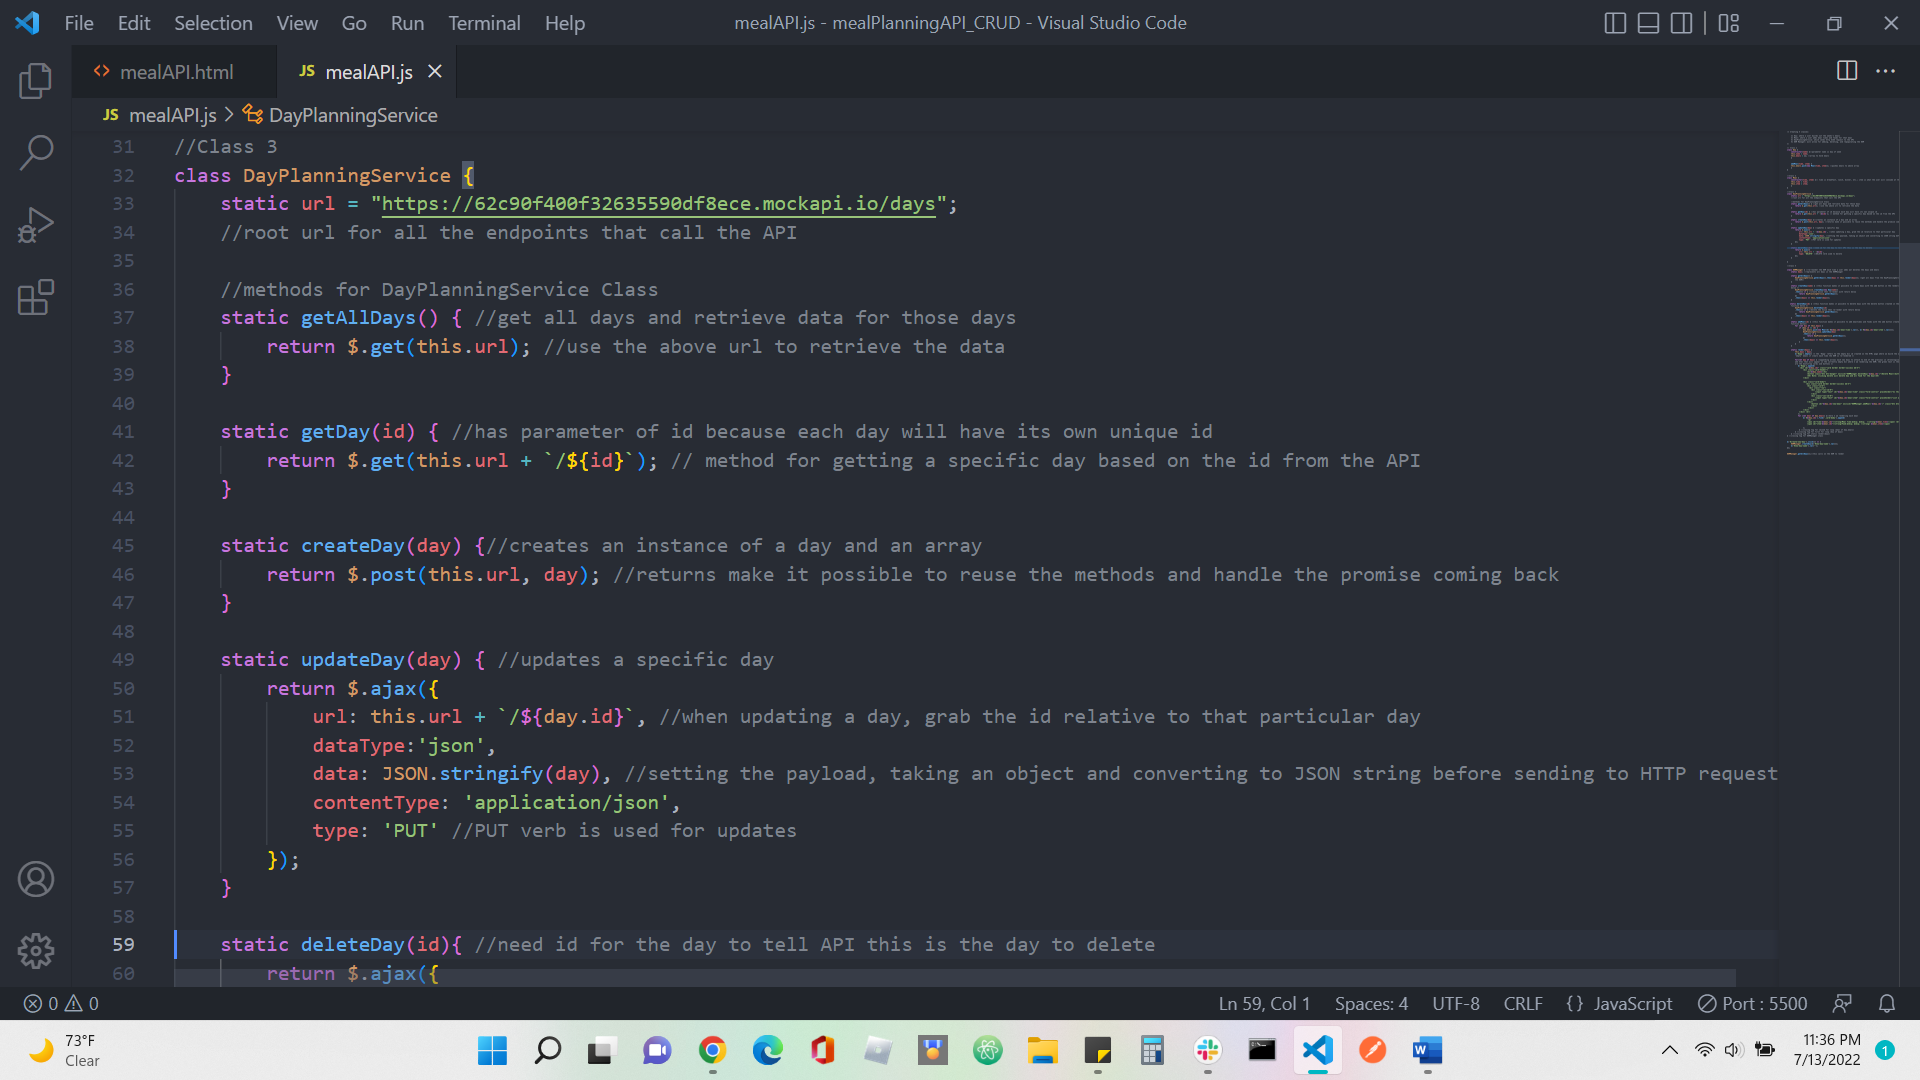 File Edit Selection View Go Run Terminal Help
mealAPI.js - mealPlanningAPI_CRUD - Visual Studio Code
mealAPI.html
JS mealAPI.js
JS mealAPI.js > DayPlanningService
31 //Class 3
32 class DayPlanningService {
33 static url = "https://62c90f400f32635590df8ece.mockapi.io/days";
34 //root url for all the endpoints that call the API
35
36 //methods for DayPlanningService Class
37 static getAllDays() { //get all days and retrieve data for those days
38 return $.get(this.url); //use the above url to retrieve the data
39 }
40
41 static getDay(id) { //has parameter of id because each day will have its own unique id
42 return $.get(this.url + `/${id}`); // method for getting a specific day based on the id from the API
43 }
44
45 static createDay(day) {//creates an instance of a day and an array
46 return $.post(this.url, day); //returns make it possible to reuse the methods and handle the promise coming back
47 }
48
49 static updateDay(day) { //updates a specific day
50 return $.ajax({
51 url: this.url + `/${day.id}`, //when updating a day, grab the id relative to that particular day
52 dataType:'json',
53 data: JSON.stringify(day), //setting the payload, taking an object and converting to JSON string before sending to HTTP request
54 contentType: 'application/json',
55 type: 'PUT' //PUT verb is used for updates
56 });
57 }
58
59 static deleteDay(id){ //need id for the day to tell API this is the day to delete
60 return $.ajax({
0 0 Ln 59, Col 1 Spaces: 4 UTF-8 CRLF {} JavaScript Port : 5500
73°F
Clear
11:36 PM
7/13/2022
1